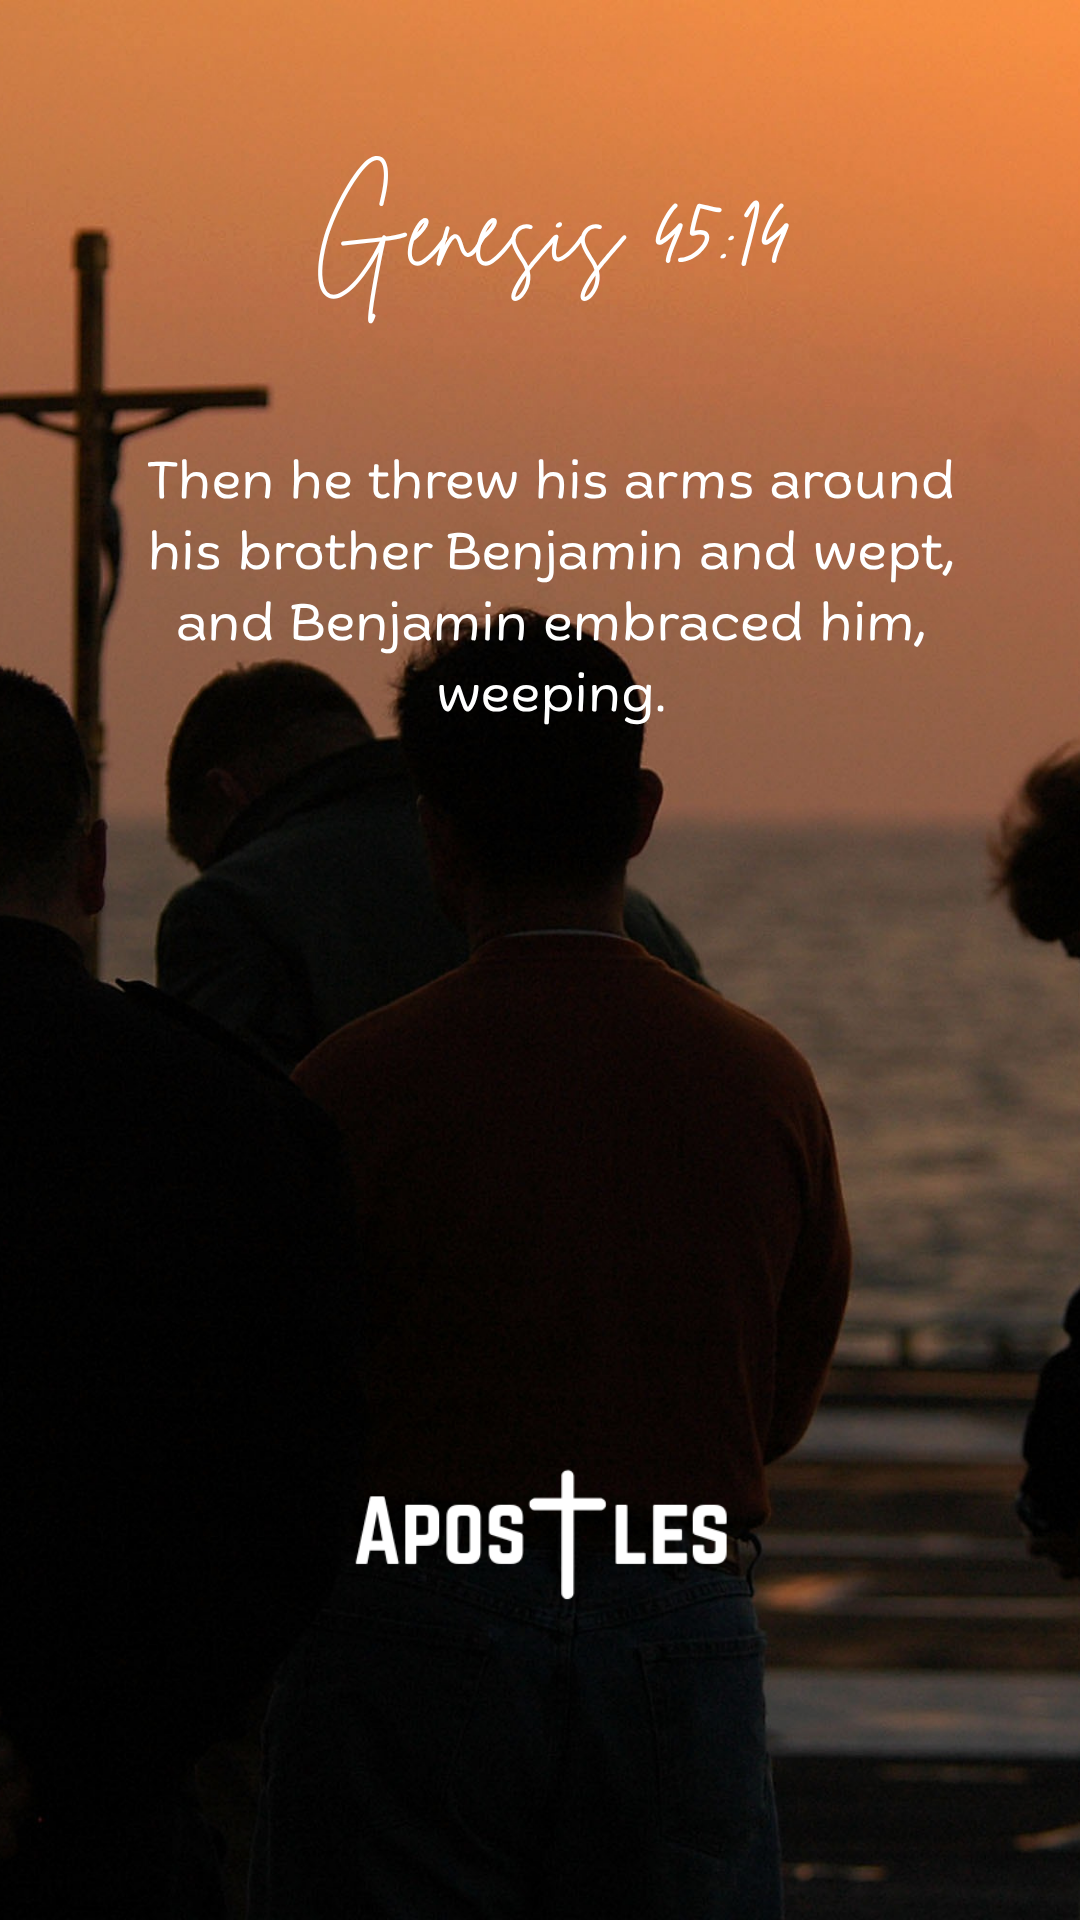 Genesis 45:14
Then he threw his arms around
his brother Benjamin and wept,
and Benjamin embraced him,
weeping.
APOSTLES